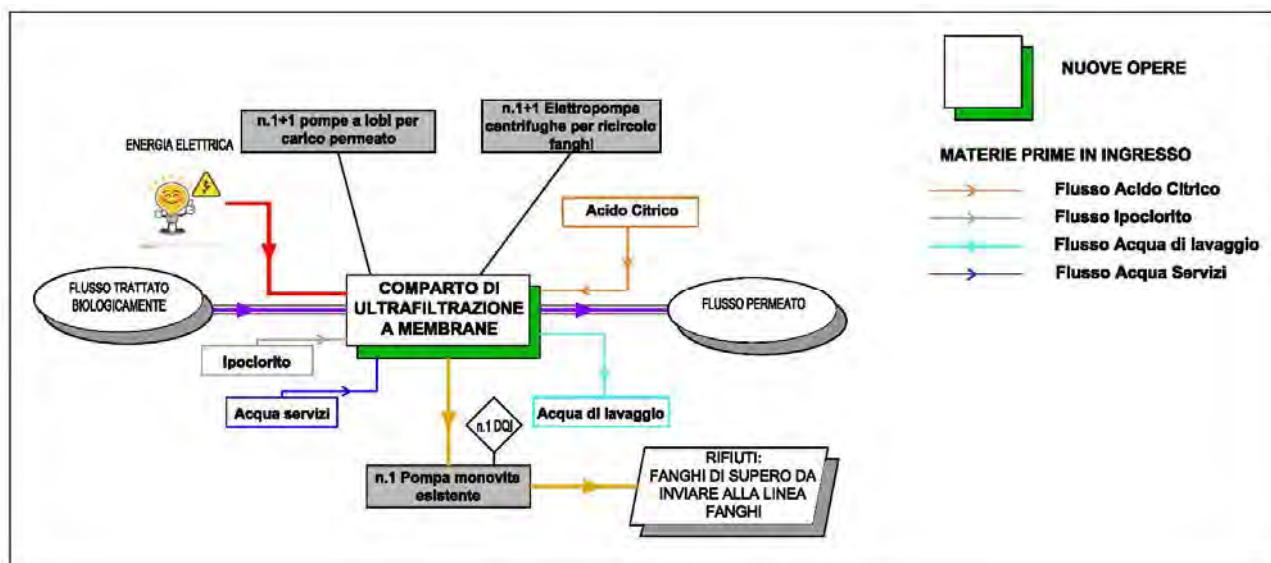 NUOVE OPERE
n.1+1 pompe a lobi per
carico permeato
n.1+1 Elettropompa
centrifughe per ricircolo
fanghi
ENERGIA ELETTRICA
MATERIE PRIME IN INGRESSO
Flusso Acido Citrico
Flusso Ipoclorito
Flusso Acqua di lavaggio
Flusso Acqua Servizi
Acido Citrico
FLUSSO TRATTATO
BIOLOGICAMENTE
COMPARTO DI
ULTRAFILTRAZIONE
A MEMBRANE
FLUSSO PERMEATO
Ipoclorito
Acqua servizi
Acqua di lavaggio
n.1 DQI
n.1 Pompa monovite
esistente
RIFIUTI:
FANGHI DI SUPERO DA
INVIARE ALLA LINEA
FANGHI